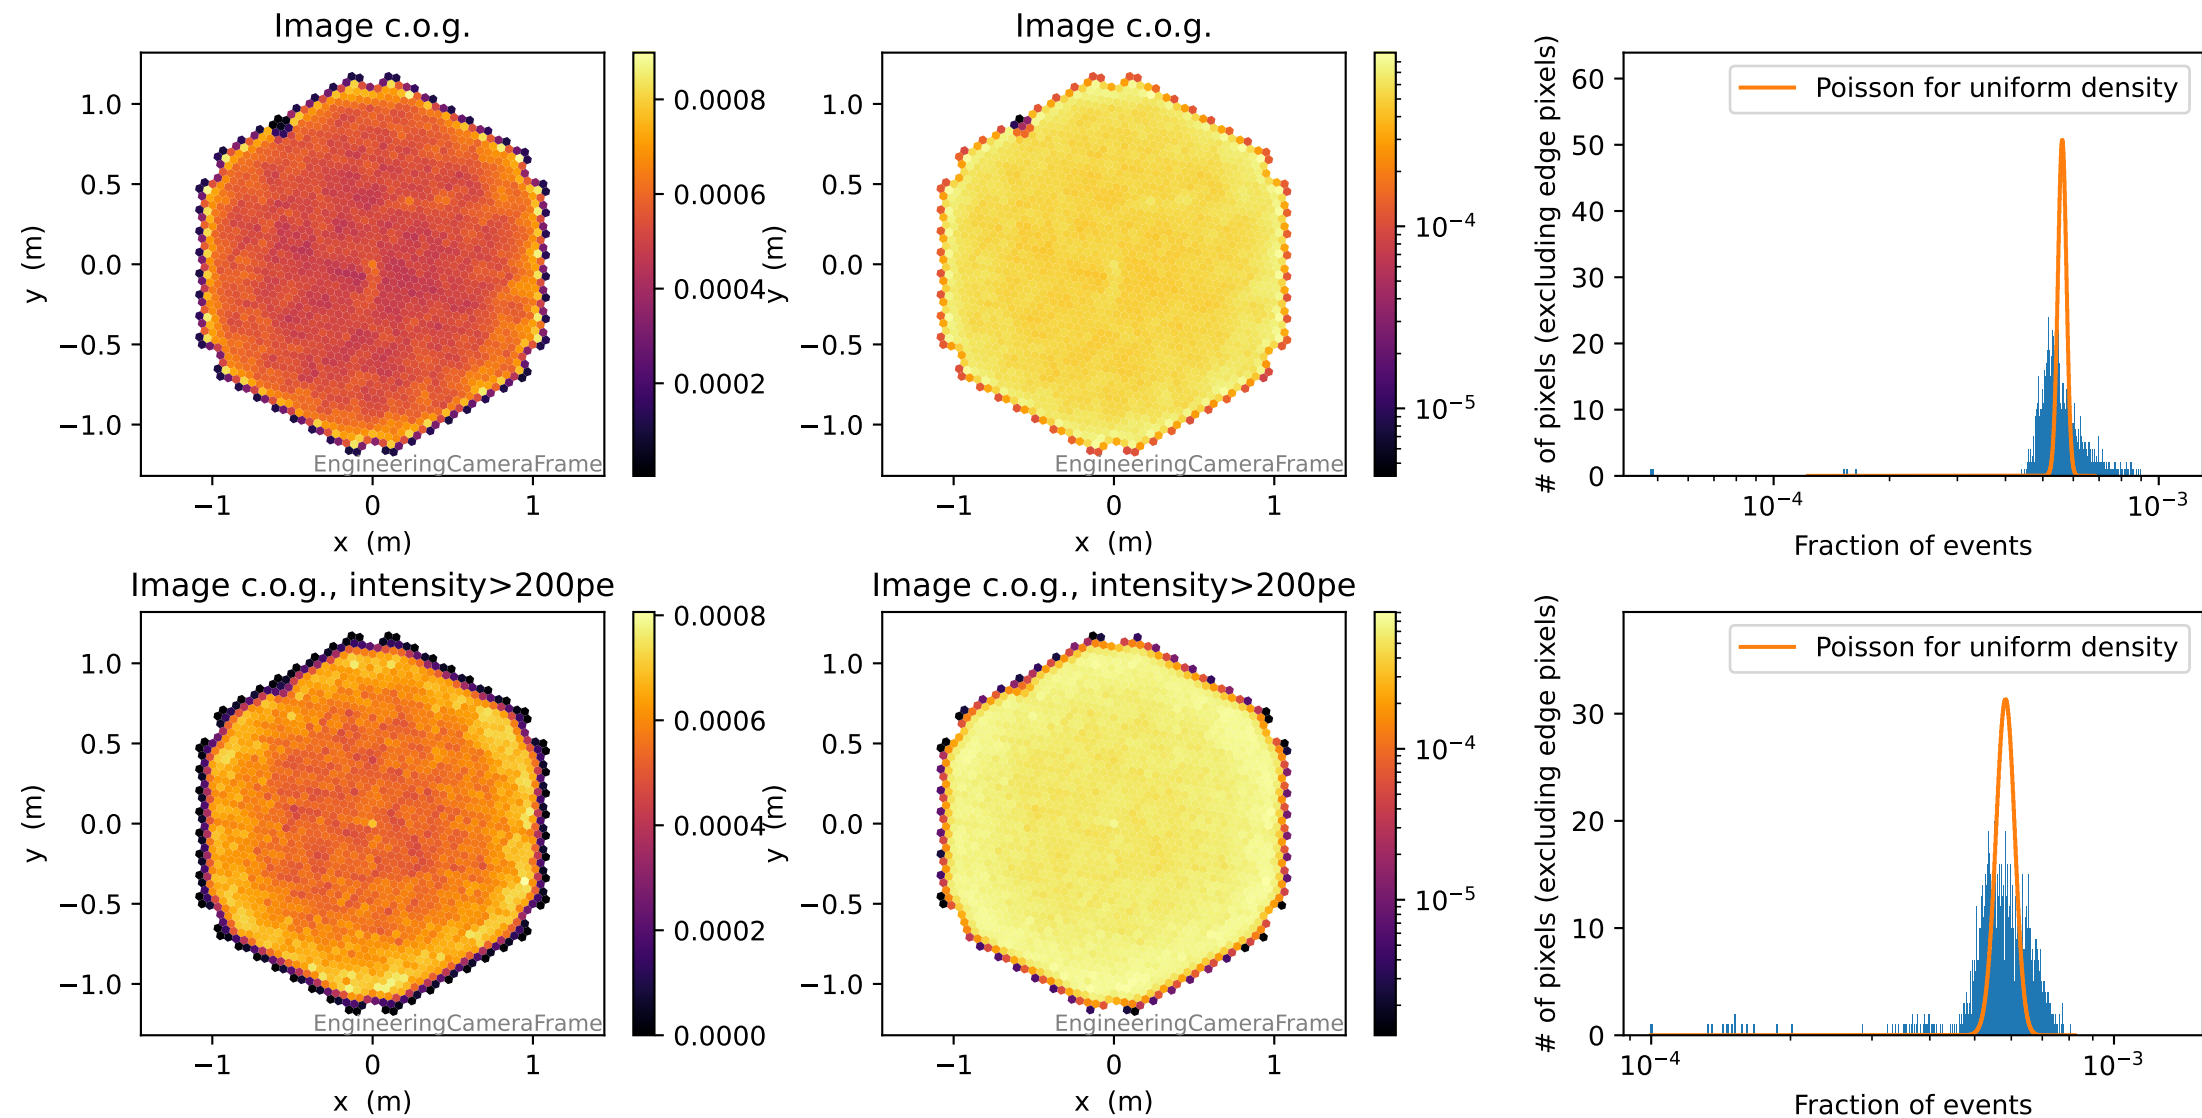 Image c.o.g.
1.0
0.5
0.0
−0.5
−1.0
y (m)
−1
0
1
x (m)
EngineeringCameraFrame
0.0008
0.0006
0.0004
0.0002
Image c.o.g.
1.0
0.5
0.0
−0.5
−1.0
y (m)
−1
0
1
x (m)
EngineeringCameraFrame
10⁻⁴
10⁻⁵
# of pixels (excluding edge pixels)
60
50
40
30
20
10
0
Poisson for uniform density
10⁻⁴
10⁻³
Fraction of events
Image c.o.g., intensity>200pe
1.0
0.5
0.0
−0.5
−1.0
y (m)
−1
0
1
x (m)
EngineeringCameraFrame
0.0008
0.0006
0.0004
0.0002
0.0000
Image c.o.g., intensity>200pe
1.0
0.5
0.0
−0.5
−1.0
y (m)
−1
0
1
x (m)
EngineeringCameraFrame
10⁻⁴
10⁻⁵
# of pixels (excluding edge pixels)
30
20
10
0
Poisson for uniform density
10⁻⁴
10⁻³
Fraction of events